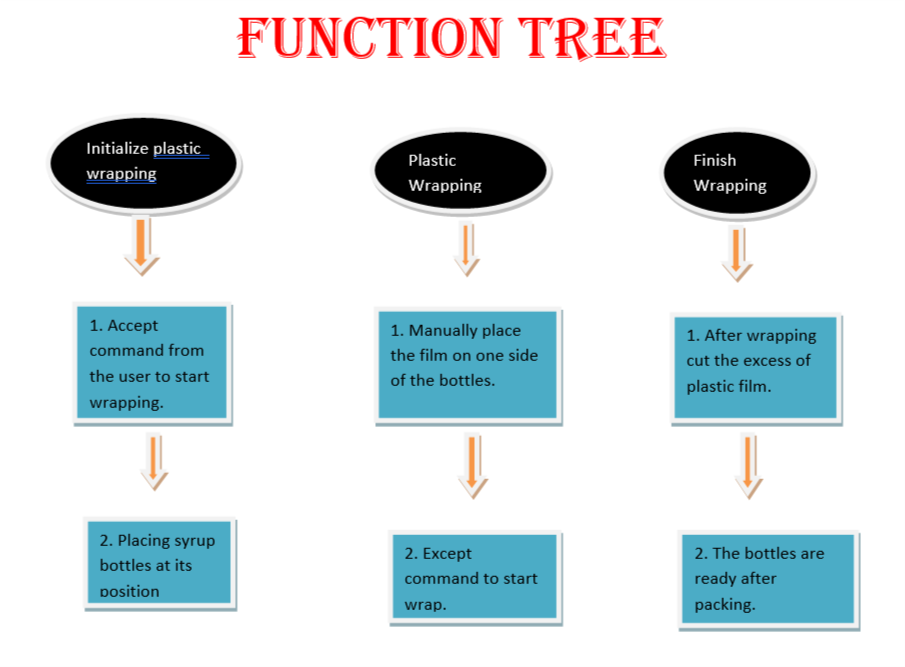 FUNCTION TREE
Initialize plastic
wrapping
Plastic
Wrapping
Finish
Wrapping
1. Accept
command from
the user to start
wrapping.
1. Manually place
the film on one side
of the bottles.
1. After wrapping
cut the excess of
plastic film.
2. Placing syrup
bottles at its
position
2. Except
command to start
wrap.
2. The bottles are
ready after
packing.